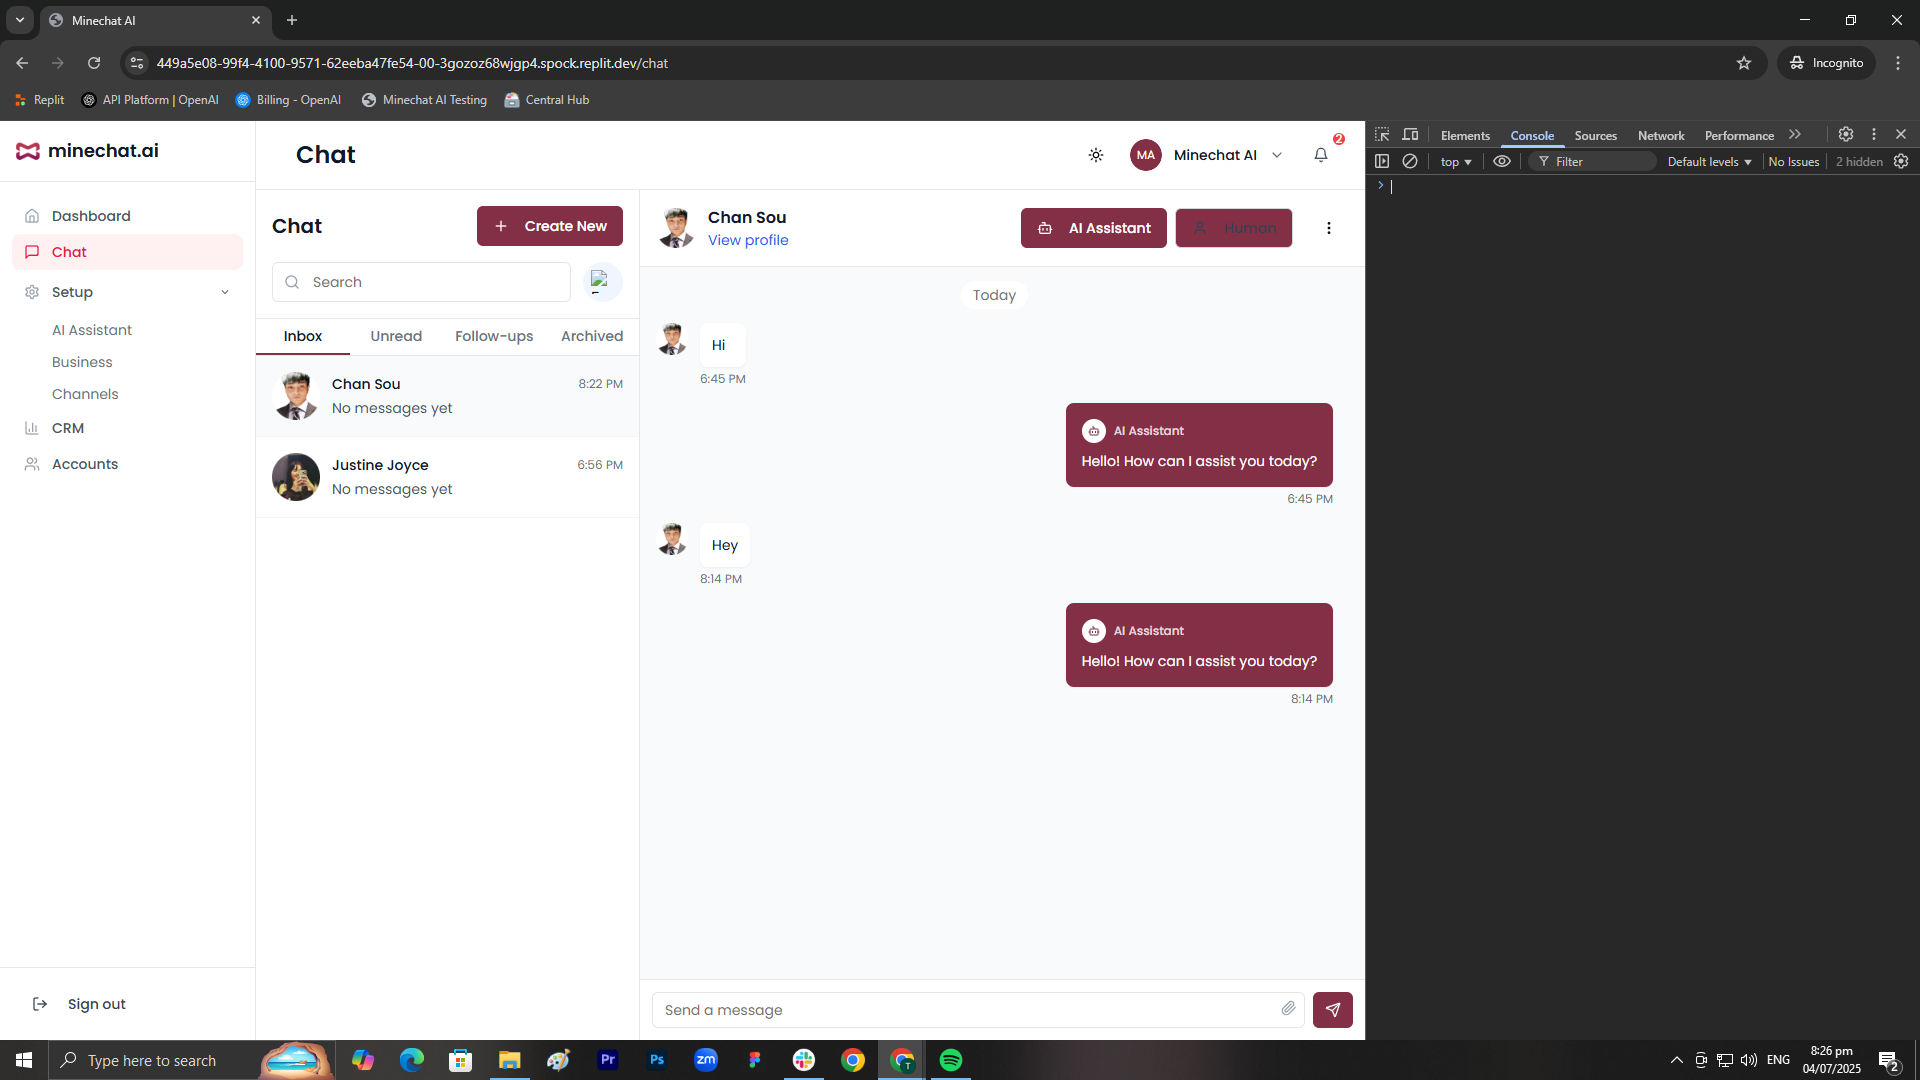 Minechat AI
449a5e08-99f4-4100-9571-62eeba47fe54-00-3gozoz68wjgp4.spock.replit.dev/chat
Incognito
Replit
API Platform | OpenAI
Billing - OpenAI
Minechat AI Testing
Central Hub
minechat.ai
Dashboard
Chat
Setup
AI Assistant
Business
Channels
CRM
Accounts
Sign out
Chat
MA
Minechat AI
2
Chat
Create New
Search
Inbox
Unread
Follow-ups
Archived
Chan Sou
8:22 PM
No messages yet
Justine Joyce
6:56 PM
No messages yet
Chan Sou
View profile
AI Assistant
Human
Today
Hi
6:45 PM
AI Assistant
Hello! How can I assist you today?
6:45 PM
Hey
8:14 PM
AI Assistant
Hello! How can I assist you today?
8:14 PM
Send a message
Elements
Console
Sources
Network
Performance
top
Filter
Default levels
No Issues
2 hidden
Type here to search
Pr
Ps
zm
T
ENG
8:26 pm
04/07/2025
2